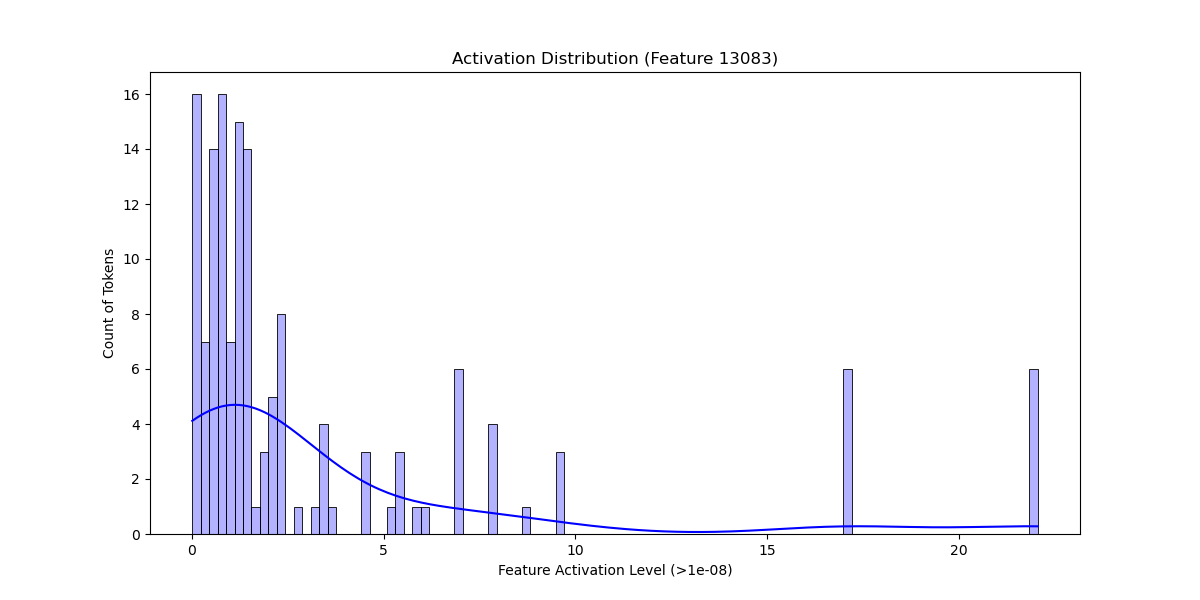 Activation Distribution (Feature 13083)
16
14
12
10
8
6
4
2
0
Count of Tokens
0 5 10 15 20
Feature Activation Level (>1e-08)